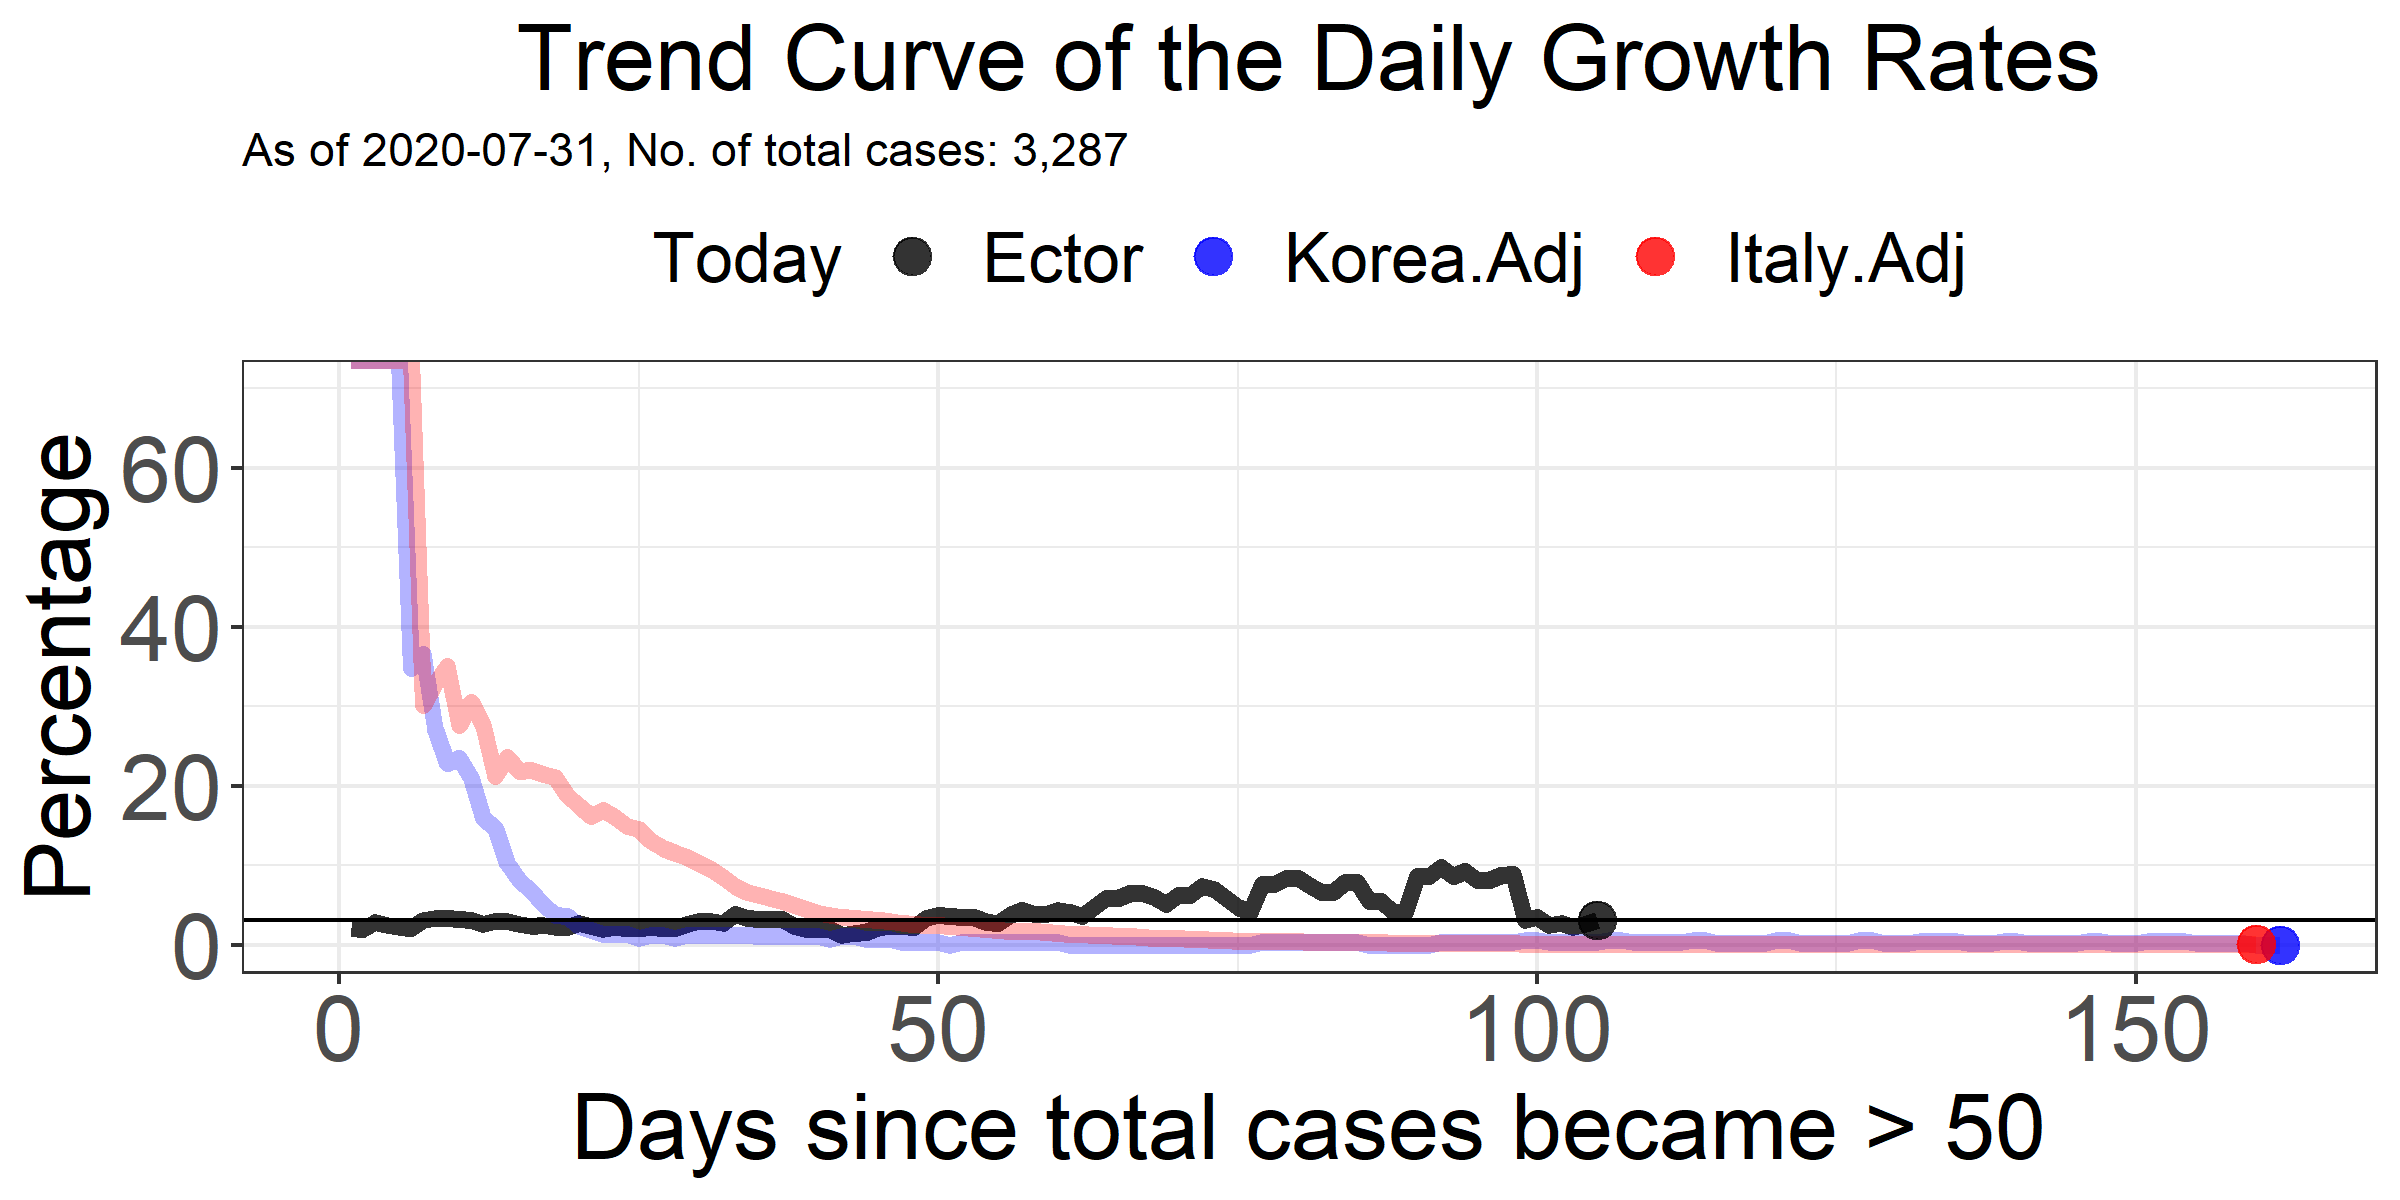 Trend Curve of the Daily Growth Rates
As of 2020-07-31, No. of total cases: 3,287
Today Ector Korea.Adj Italy.Adj
Percentage
60
40
20
0
0 50 100 150
Days since total cases became > 50